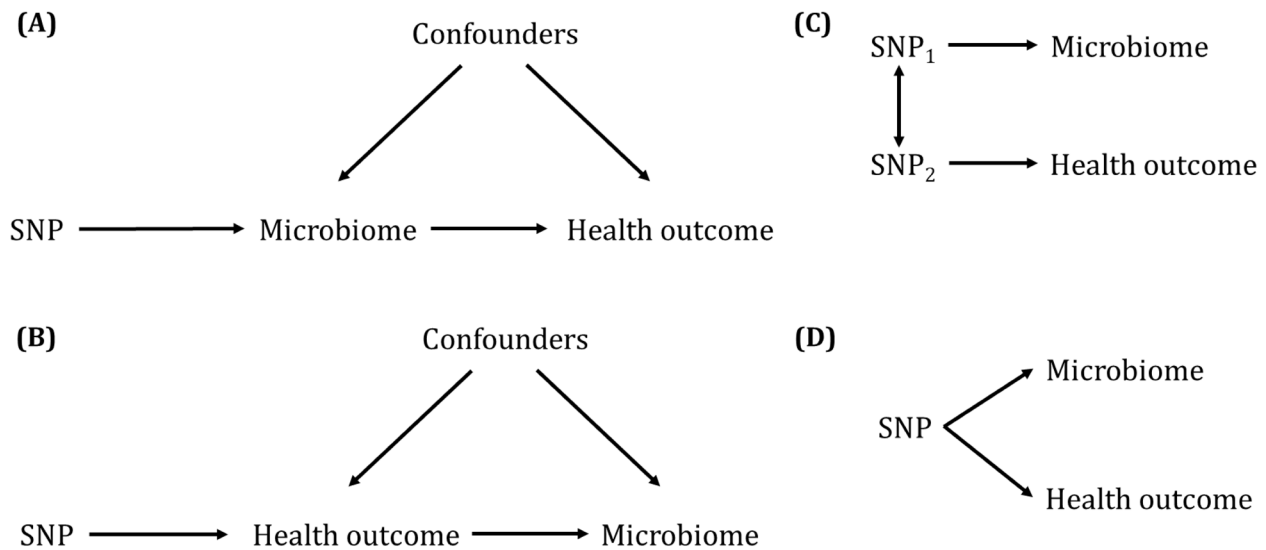 (A)
Confounders
SNP Microbiome Health outcome
(B)
Confounders
SNP Health outcome Microbiome
(C)
SNP₁ Microbiome
SNP₂ Health outcome
(D)
Microbiome
SNP
Health outcome